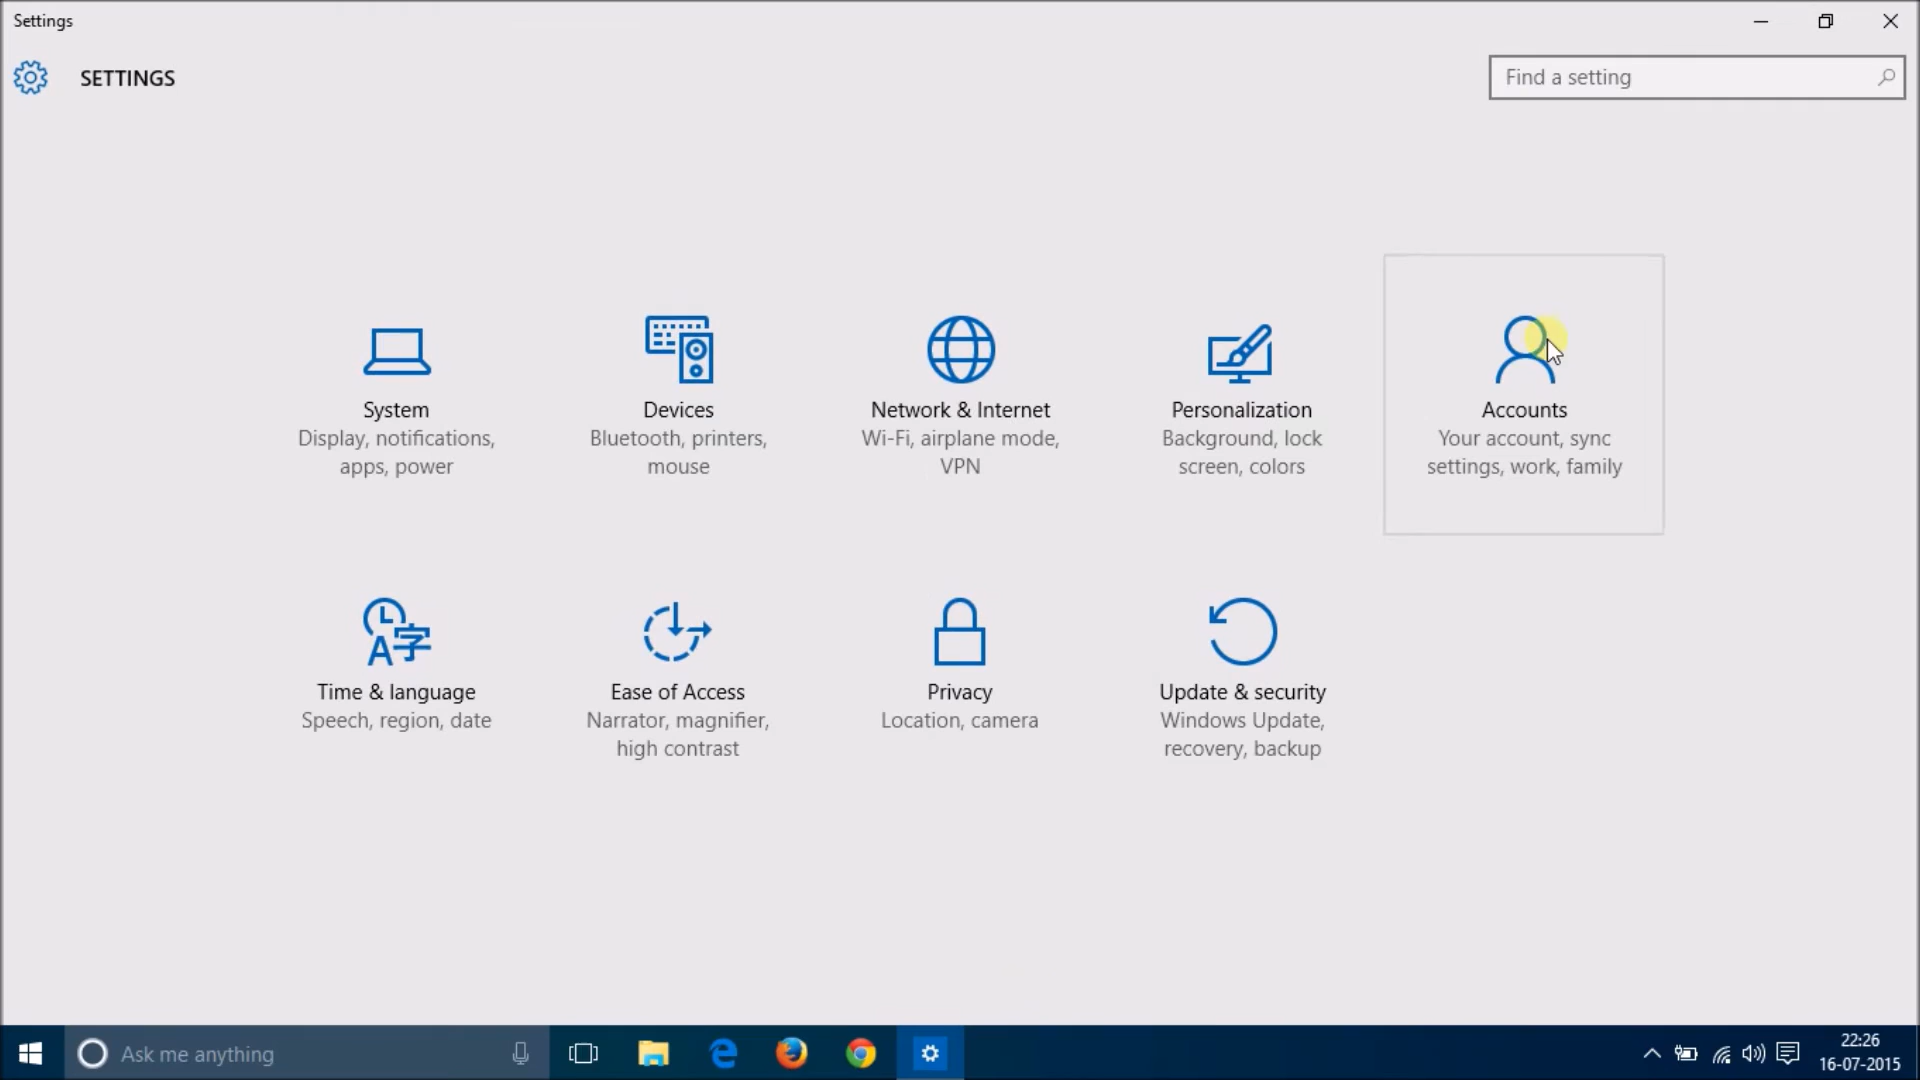 Settings
SETTINGS
Find a setting
System
Display, notifications,
apps, power
Devices
Bluetooth, printers,
mouse
Network & Internet
Wi-Fi, airplane mode,
VPN
Personalization
Background, lock
screen, colors
Accounts
Your account, sync
settings, work, family
Time & language
Speech, region, date
Ease of Access
Narrator, magnifier,
high contrast
Privacy
Location, camera
Update & security
Windows Update,
recovery, backup
Ask me anything
22:26
16-07-2015